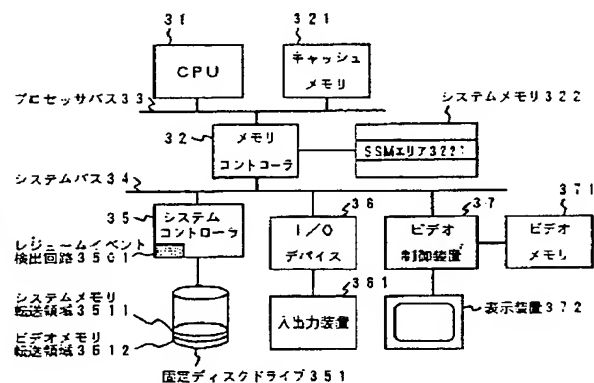 31
321
CPU
キャッシュ
メモリ
プロセッサバス33
システムメモリ322
32
メモリ
コントローラ
SSMエリア3221
システムバス34
35
システム
コントローラ
レジュームイベント
検出回路3501
36
I/O
デバイス
37
ビデオ
制御装置
371
ビデオ
メモリ
361
入出力装置
システムメモリ
転送領域3511
ビデオメモリ
転送領域3512
表示装置372
固定ディスクドライブ351